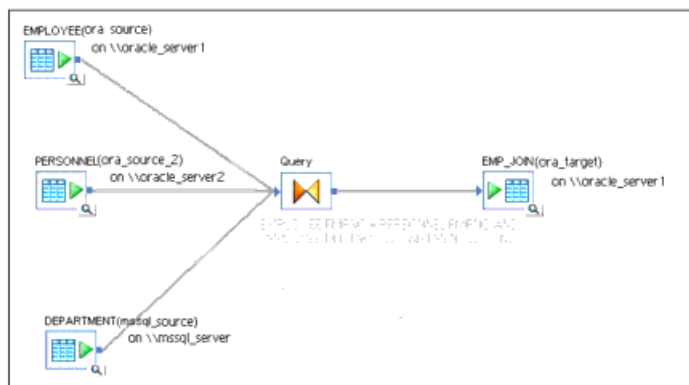 EMPLOYEE(ora_source)
on \\oracle_server1
PERSONNEL(ora_source_2)
on \\oracle_server2
Query
EMP_JOIN(ora_target)
on \\oracle_server1
DEPARTMENT(mssql_source)
on \\mssql_server